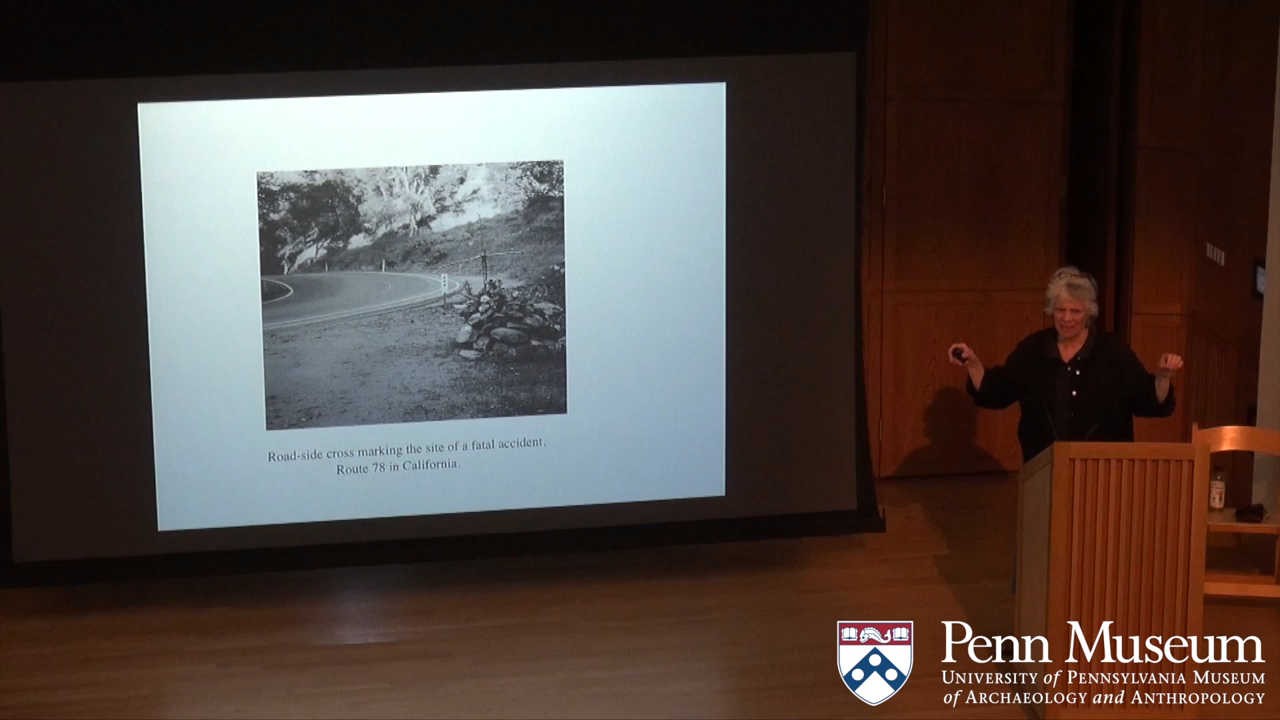 Road-side cross marking the site of a fatal accident,
Route 78 in California.
Penn Museum
UNIVERSITY of PENNSYLVANIA MUSEUM
of ARCHAEOLOGY and ANTHROPOLOGY